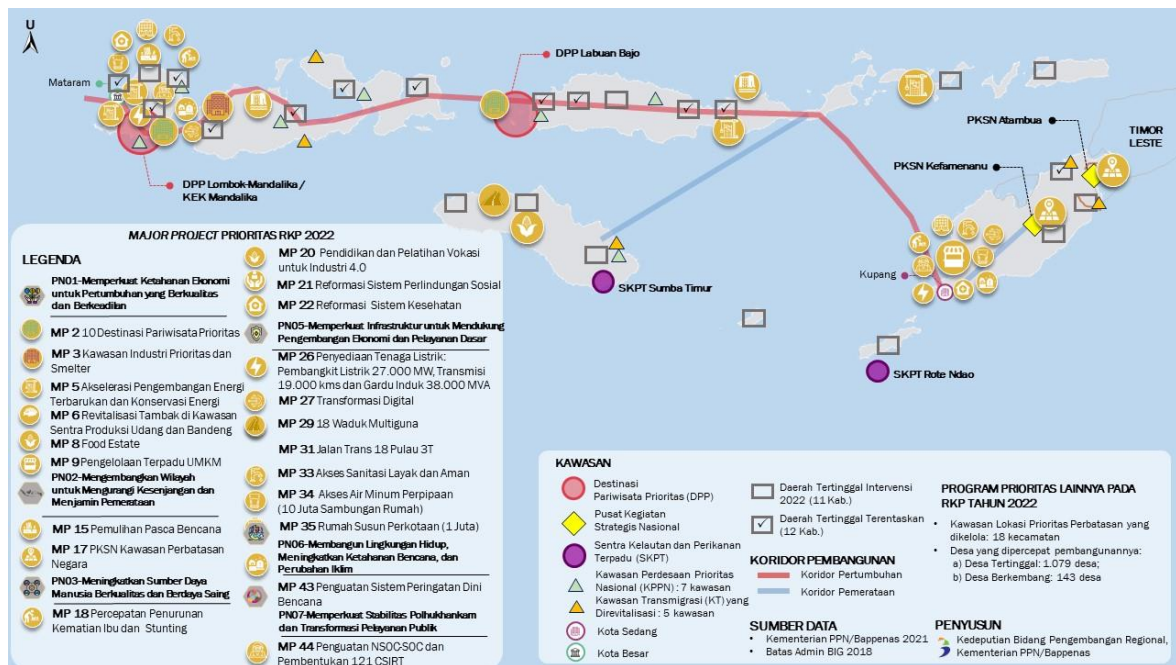 U
Mataram
DPP Lombok-Mandalika /
KEK Mandalika
DPP Labuan Bajo
PKSN Atambua
TIMOR
LESTE
PKSN Kefamenanu
Kupang
SKPT Sumba Timur
SKPT Rote Ndao
MAJOR PROJECT PRIORITAS RKP 2022
LEGENDA
PN01-Memperkuat Ketahanan Ekonomi
untuk Pertumbuhan yang Berkualitas
dan Berkeadilan
MP 2 10 Destinasi Pariwisata Prioritas
MP 3 Kawasan Industri Prioritas dan
Smelter
MP 5 Akselerasi Pengembangan Energi
Terbarukan dan Konservasi Energi
MP 6 Revitalisasi Tambak di Kawasan
Sentra Produksi Udang dan Bandeng
MP 8 Food Estate
MP 9 Pengelolaan Terpadu UMKM
PN02-Mengembangkan Wilayah
untuk Mengurangi Kesenjangan dan
Menjamin Pemerataan
MP 15 Pemulihan Pasca Bencana
MP 17 PKSN Kawasan Perbatasan
Negara
PN03-Meningkatkan Sumber Daya
Manusia Berkualitas dan Berdaya Saing
MP 18 Percepatan Penurunan
Kematian Ibu dan Stunting
MP 20 Pendidikan dan Pelatihan Vokasi
untuk Industri 4.0
MP 21 Reformasi Sistem Perlindungan Sosial
MP 22 Reformasi Sistem Kesehatan
PN05-Memperkuat Infrastruktur untuk Mendukung
Pengembangan Ekonomi dan Pelayanan Dasar
MP 26 Penyediaan Tenaga Listrik:
Pembangkit Listrik 27.000 MW, Transmisi
19.000 kms dan Gardu Induk 38.000 MVA
MP 27 Transformasi Digital
MP 29 18 Waduk Multiguna
MP 31 Jalan Trans 18 Pulau 3T
MP 33 Akses Sanitasi Layak dan Aman
MP 34 Akses Air Minum Perpipaan
(10 Juta Sambungan Rumah)
MP 35 Rumah Susun Perkotaan (1 Juta)
PN06-Membangun Lingkungan Hidup,
Meningkatkan Ketahanan Bencana, dan
Perubahan Iklim
MP 43 Penguatan Sistem Peringatan Dini
Bencana
PN07-Memperkuat Stabilitas Polhukhankam
dan Transformasi Pelayanan Publik
MP 44 Penguatan NSOC-SOC dan
Pembentukan 121 CSIRT
KAWASAN
Destinasi
Pariwisata Prioritas (DPP)
Pusat Kegiatan
Strategis Nasional
Sentra Kelautan dan Perikanan
Terpadu (SKPT)
Kawasan Perdesaan Prioritas
Nasional (KPPN) : 7 kawasan
Kawasan Transmigrasi (KT) yang
Direvitalisasi : 5 kawasan
Kota Sedang
Kota Besar
Daerah Tertinggal Intervensi
2022 (11 Kab.)
Daerah Tertinggal Terentaskan
(12 Kab.)
KORIDOR PEMBANGUNAN
Koridor Pertumbuhan
Koridor Pemerataan
SUMBER DATA
• Kementerian PPN/Bappenas 2021
• Batas Admin BIG 2018
PROGRAM PRIORITAS LAINNYA PADA
RKP TAHUN 2022
• Kawasan Lokasi Prioritas Perbatasan yang
dikelola: 18 kecamatan
• Desa yang dipercepat pembangunannya:
a) Desa Tertinggal: 1.079 desa;
b) Desa Berkembang: 143 desa
PENYUSUN
Kedeputian Bidang Pengembangan Regional,
Kementerian PPN/Bappenas